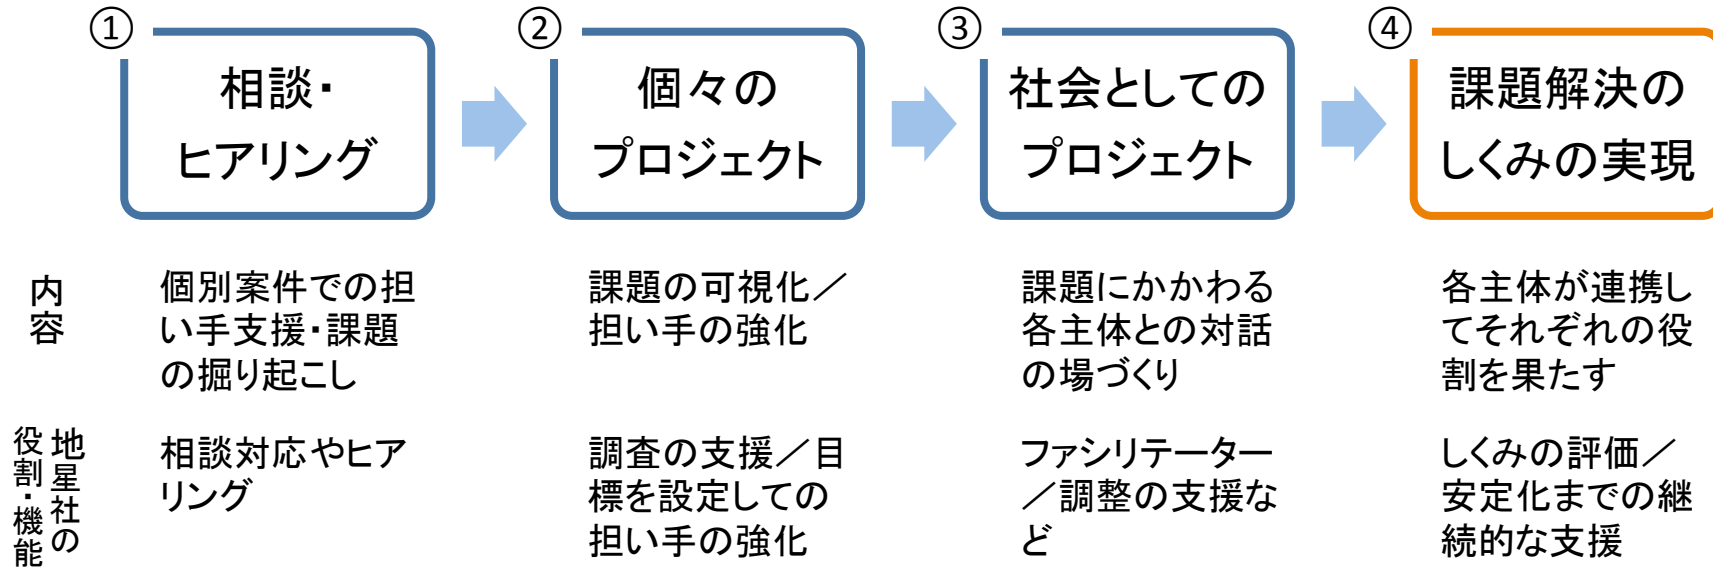 ①
相談・
ヒアリング
②
個々の
プロジェクト
③
社会としての
プロジェクト
④
課題解決の
しくみの実現
内容
個別案件での担
い手支援・課題
の掘り起こし
課題の可視化／
担い手の強化
課題にかかわる
各主体との対話
の場づくり
各主体が連携し
てそれぞれの役
割を果たす
地星社の
役割・機能
相談対応やヒア
リング
調査の支援／目
標を設定しての
担い手の強化
ファシリテーター
／調整の支援な
ど
しくみの評価／
安定化までの継
続的な支援